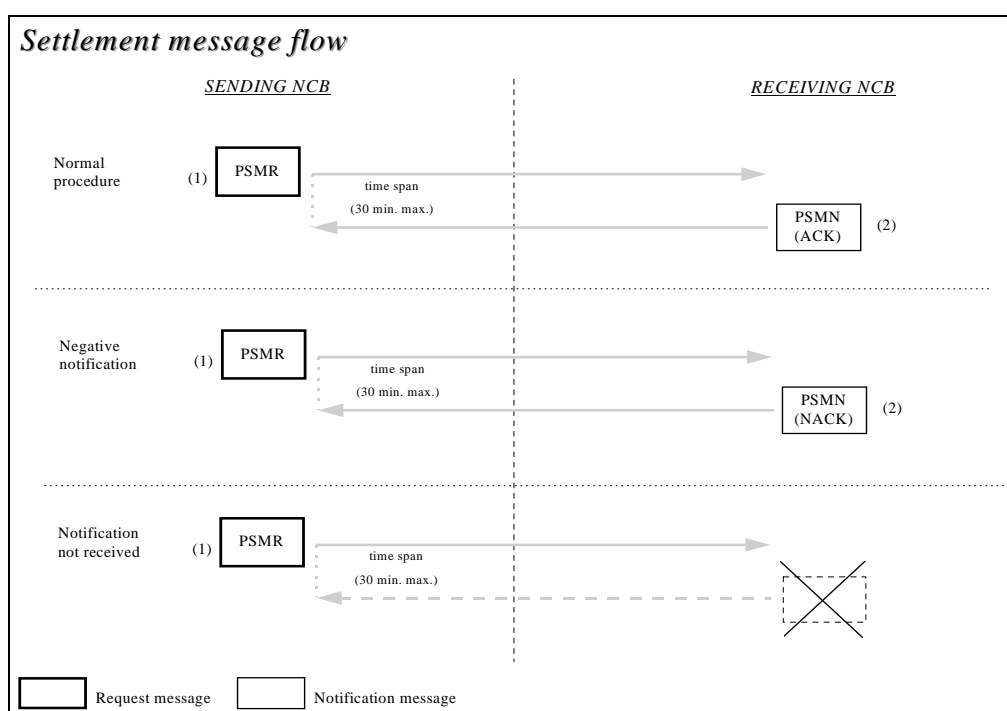 Settlement message flow
SENDING NCB
RECEIVING NCB
Normal
procedure
(1)
PSMR
time span
(30 min. max.)
PSMN
(ACK)
(2)
Negative
notification
(1)
PSMR
time span
(30 min. max.)
PSMN
(NACK)
(2)
Notification
not received
(1)
PSMR
time span
(30 min. max.)
Request message
Notification message